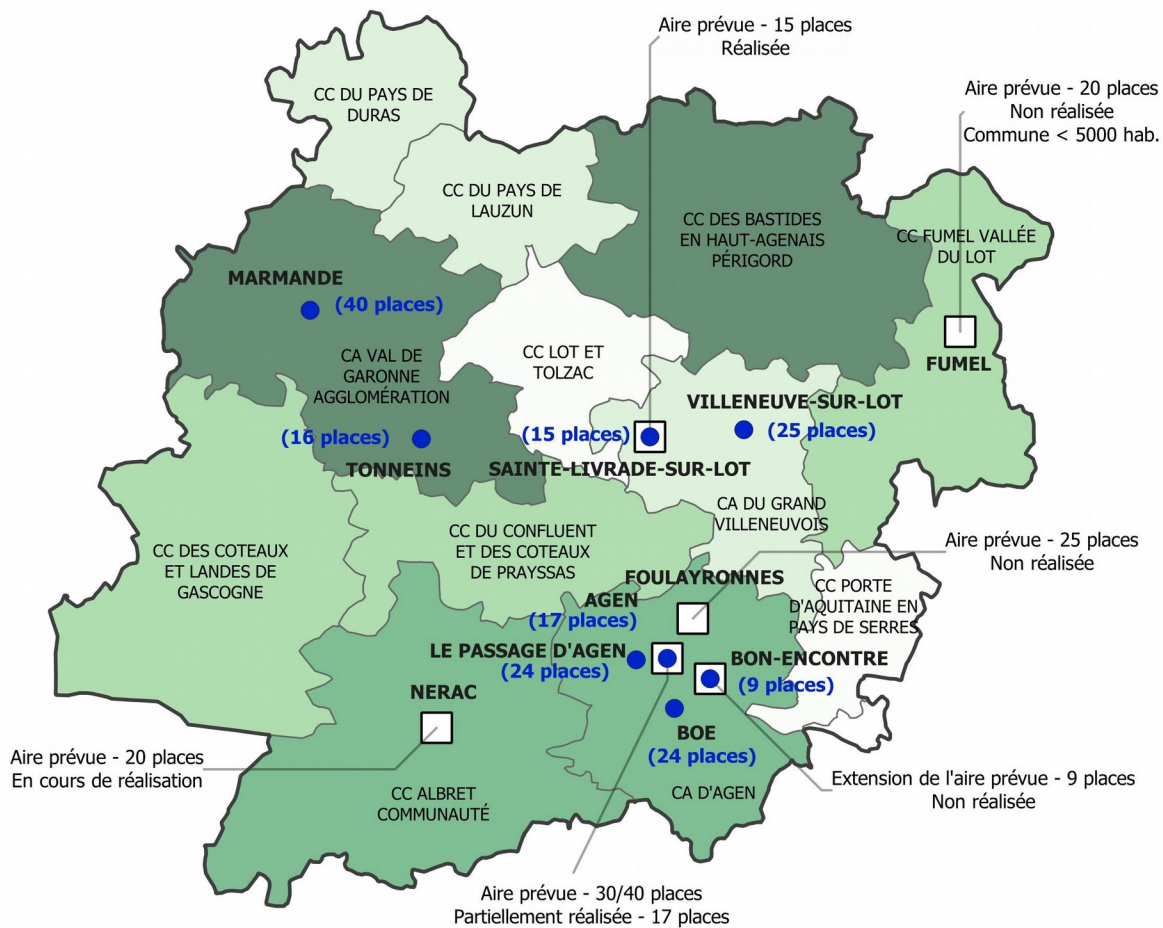 Aire prévue - 15 places
Réalisée
Aire prévue - 20 places
Non réalisée
Commune < 5000 hab.
CC DU PAYS DE
DURAS
CC DU PAYS DE
LAUZUN
CC DES BASTIDES
EN HAUT-AGENAIS
PÉRIGORD
CC FUMEL VALLÉE
DU LOT
MARMANDE
(40 places)
CA VAL DE
GARONNE
AGGLOMÉRATION
CC LOT ET
TOLZAC
FUMEL
VILLENEUVE-SUR-LOT
(25 places)
(16 places)
TONNEINS
(15 places)
SAINTE-LIVRADE-SUR-LOT
CA DU GRAND
VILLENEUVOIS
CC DES COTEAUX
ET LANDES DE
GASCOGNE
CC DU CONFLUENT
ET DES COTEAUX
DE PRAYSSAS
Aire prévue - 25 places
Non réalisée
FOULAYRONNES
CC PORTE
D'AQUITAINE EN
PAYS DE SERRES
AGEN
(17 places)
LE PASSAGE D'AGEN
(24 places)
BON-ENCONTRE
(9 places)
NERAC
BOE
(24 places)
Aire prévue - 20 places
En cours de réalisation
CC ALBRET
COMMUNAUTÉ
CA D'AGEN
Extension de l'aire prévue - 9 places
Non réalisée
Aire prévue - 30/40 places
Partiellement réalisée - 17 places